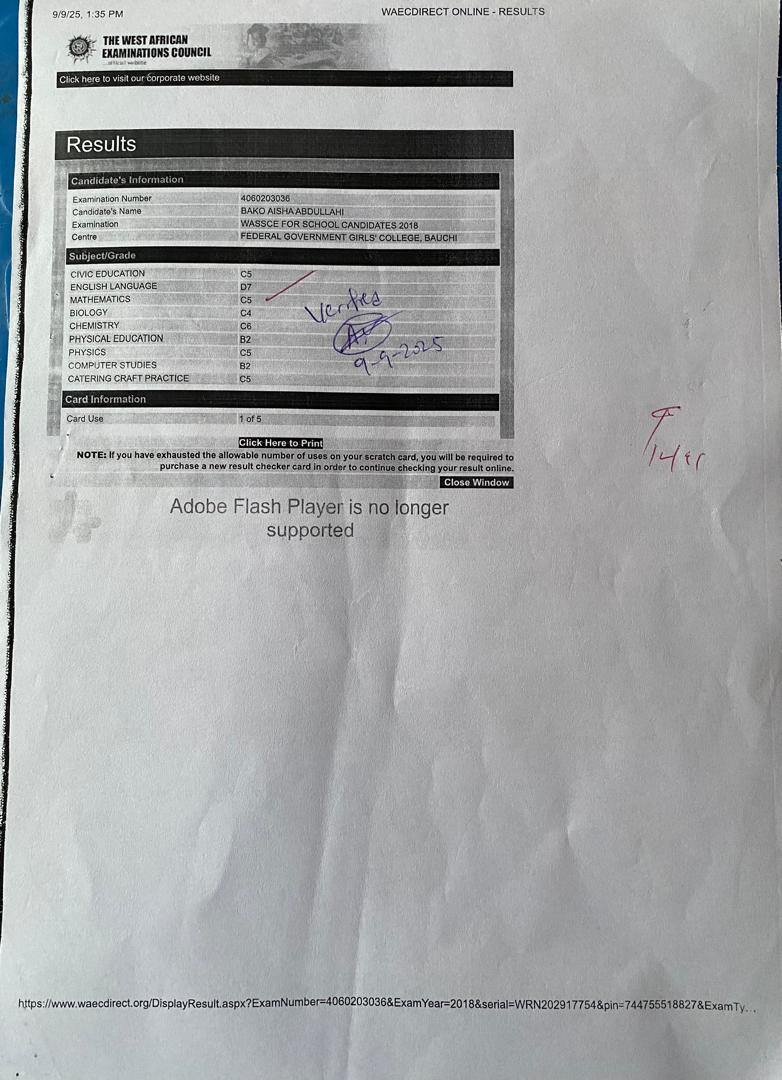 9/9/25, 1:35 PM WAECDIRECT ONLINE - RESULTS
THE WEST AFRICAN
EXAMINATIONS COUNCIL
...official website
Click here to visit our corporate website
Results
Candidate's Information
Examination Number 4060203036
Candidate's Name BAKO AISHA ABDULLAHI
Examination WASSCE FOR SCHOOL CANDIDATES 2018
Centre FEDERAL GOVERNMENT GIRLS' COLLEGE, BAUCHI
Subject/Grade
CIVIC EDUCATION C5
ENGLISH LANGUAGE D7
MATHEMATICS C5
BIOLOGY C4
CHEMISTRY C6
PHYSICAL EDUCATION B2
PHYSICS C5
COMPUTER STUDIES B2
CATERING CRAFT PRACTICE C5
Verified
9-9-2025
Card Information
Card Use 1 of 5
Click Here to Print
NOTE: If you have exhausted the allowable number of uses on your scratch card, you will be required to
purchase a new result checker card in order to continue checking your result online.
Close Window
Adobe Flash Player is no longer
supported
https://www.waecdirect.org/DisplayResult.aspx?ExamNumber=4060203036&ExamYear=2018&serial=WRN202917754&pin=744755518827&ExamTy...